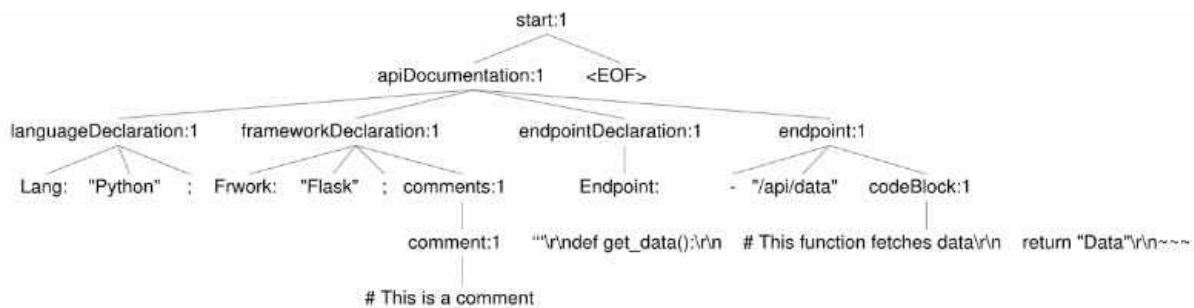 start:1
apiDocumentation:1 <EOF>
languageDeclaration:1 frameworkDeclaration:1 endpointDeclaration:1 endpoint:1
Lang: "Python" ; Frwork: "Flask" ; comments:1 Endpoint: - "/api/data" codeBlock:1
comment:1 '''\r\ndef get_data():\r\n # This function fetches data\r\n return "Data"\r\n~~~
# This is a comment